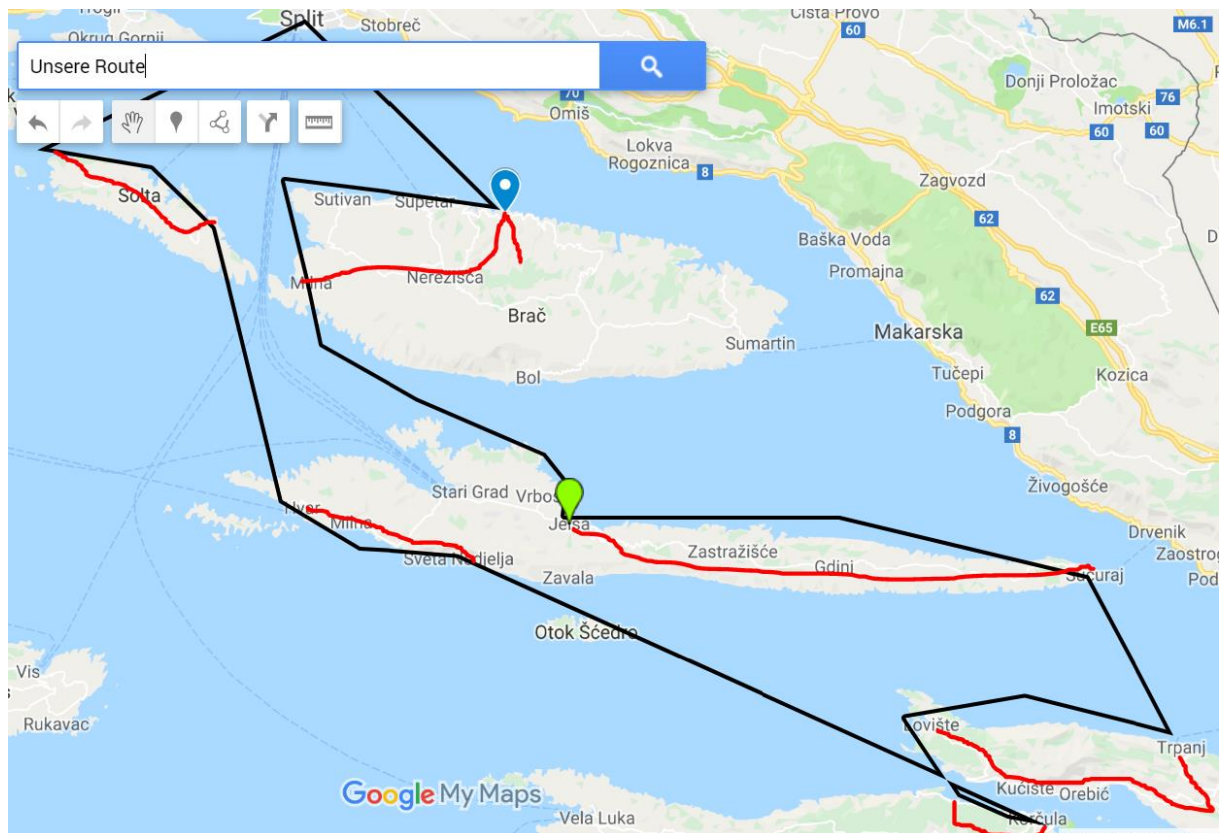 Split
Stobreč
Čista Provo
60
M6.1
Okrug Gornji
Unsere Route
70
Omiš
Donji Proložac
76
Imotski
60
60
Lokva
Rogoznica
8
Zagvozd
Šolta
Sutivan
Supetar
62
Baška Voda
Promajna
Milna
Nerežišća
62
Brač
E65
Makarska
Sumartin
Tučepi
Kozica
Bol
Podgora
8
Živogošće
Stari Grad
Vrbos
Hvar
Milna
Jelsa
Drvenik
Zastražišće
Zaostrog
Sveta Nedjelja
Gdinj
Sućuraj
Zavala
Pod
Otok Šćedro
Vis
Rukavac
Lovište
Trpanj
Google My Maps
Kućište
Orebić
Vela Luka
Korčula